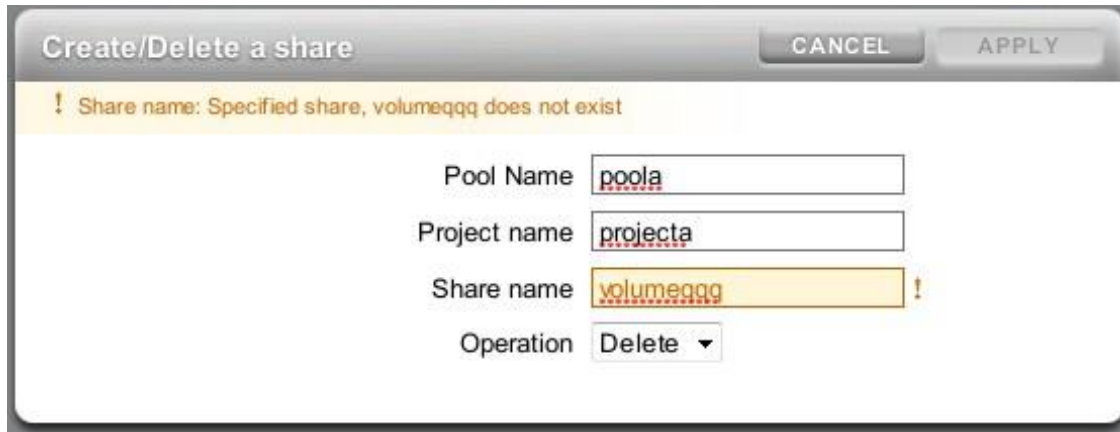 Create/Delete a share CANCEL APPLY
! Share name: Specified share, volumeqqq does not exist
Pool Name poola
Project name projecta
Share name volumeqqq !
Operation Delete